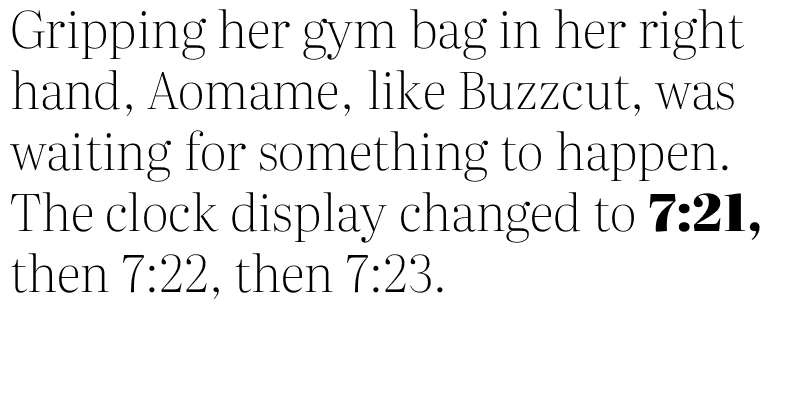 Gripping her gym bag in her right
hand, Aomame, like Buzzcut, was
waiting for something to happen.
The clock display changed to 7:21,
then 7:22, then 7:23.